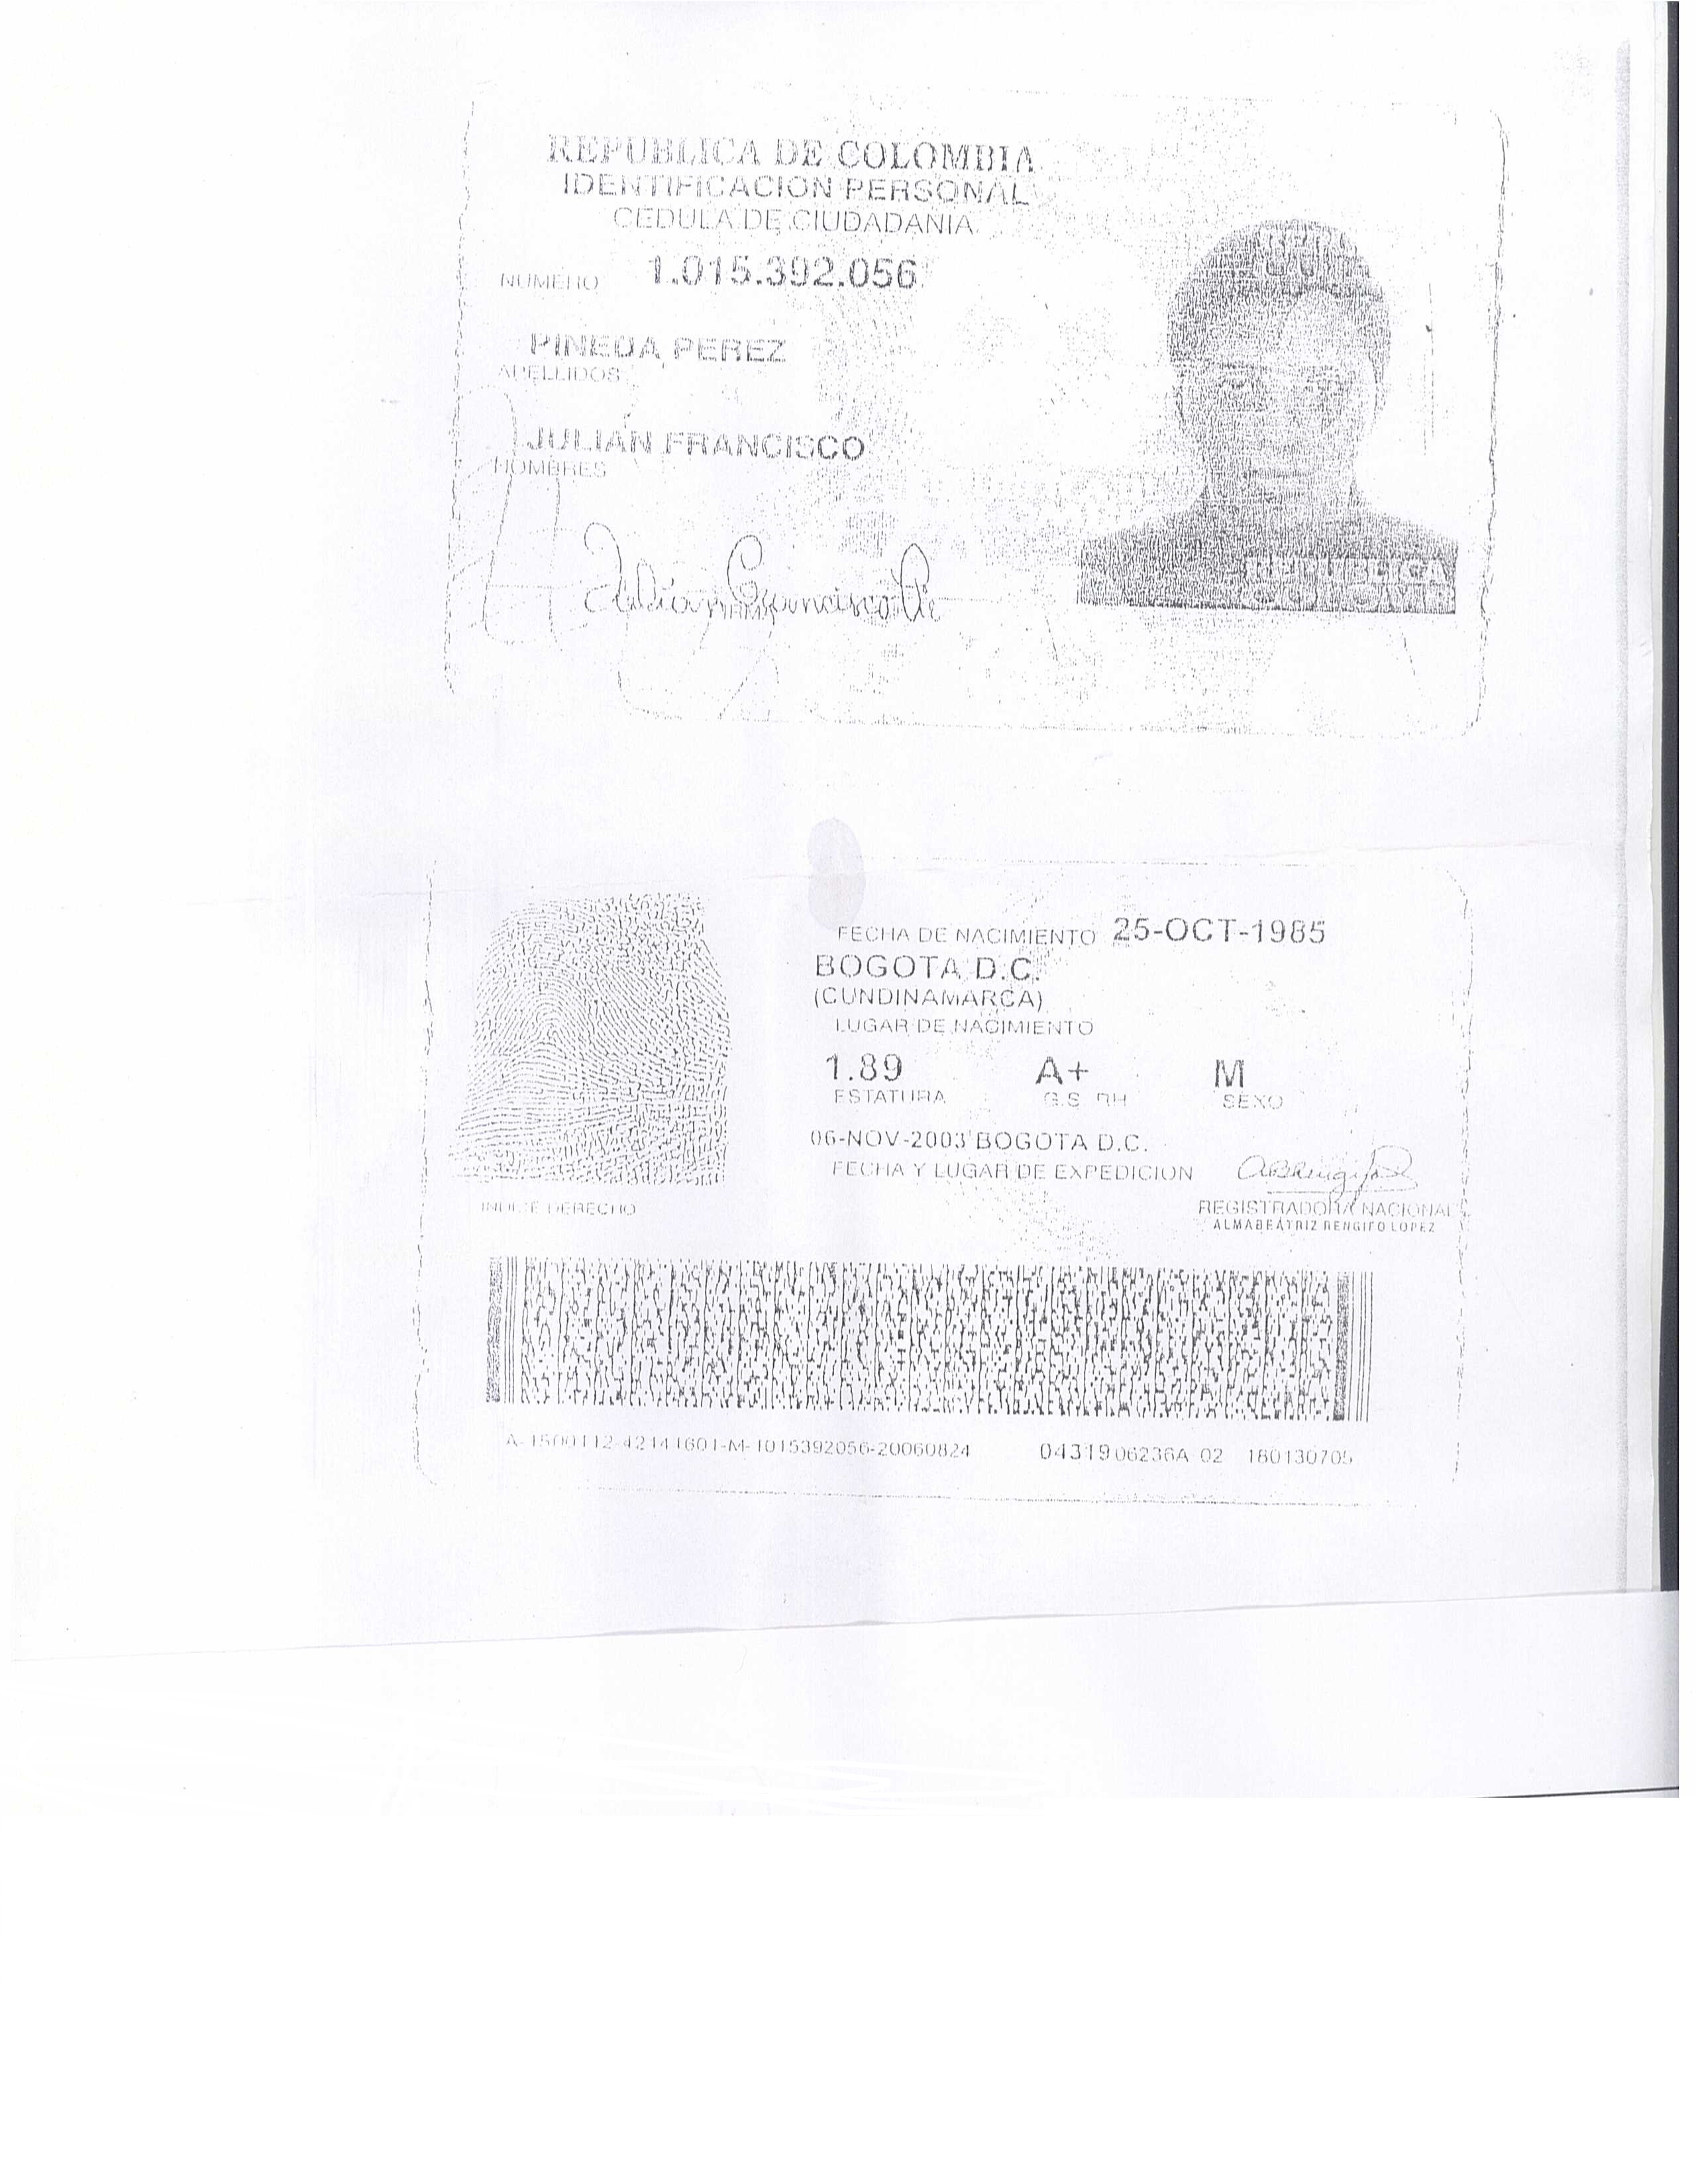 REPUBLICA DE COLOMBIA
IDENTIFICACION PERSONAL
CEDULA DE CIUDADANIA
NUMERO 1.015.392.056
PINEDA PEREZ
APELLIDOS
JULIAN FRANCISCO
NOMBRES
Julian Francisco
REPUBLICA
FECHA DE NACIMIENTO 25-OCT-1985
BOGOTA D.C.
(CUNDINAMARCA)
LUGAR DE NACIMIENTO
1.89 A+ M
ESTATURA G.S. RH SEXO
06-NOV-2003 BOGOTA D.C.
FECHA Y LUGAR DE EXPEDICION
INDICE DERECHO
REGISTRADORA NACIONAL
ALMABEATRIZ RENGIFO LOPEZ
A-1500112-42141601-M-1015392056-20060824 0431906236A 02 180130705